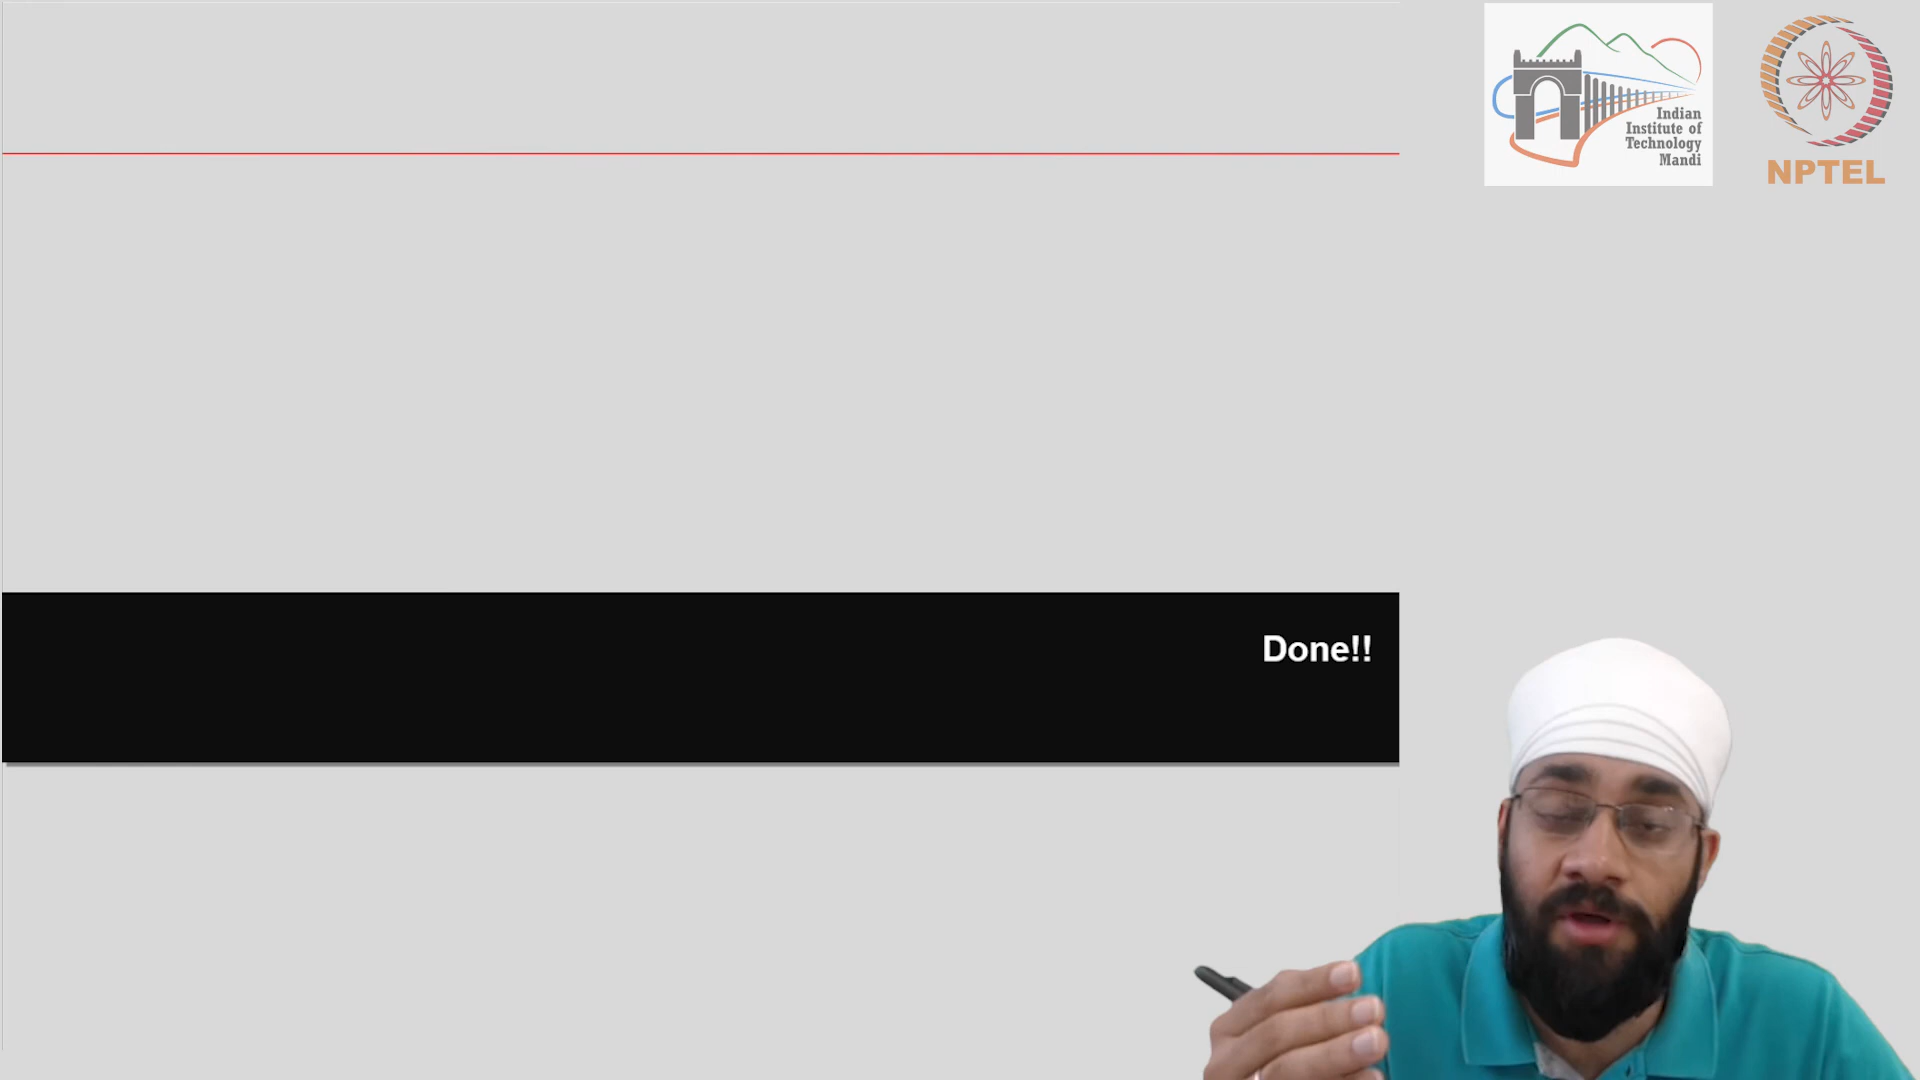 Indian
Institute of
Technology
Mandi
NPTEL
Done!!